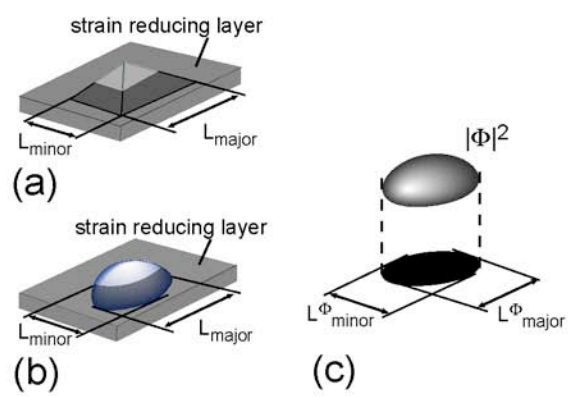 strain reducing layer
L_minor
L_major
(a)
strain reducing layer
L_minor
L_major
(b)
|Φ|²
L^Φ_minor
L^Φ_major
(c)